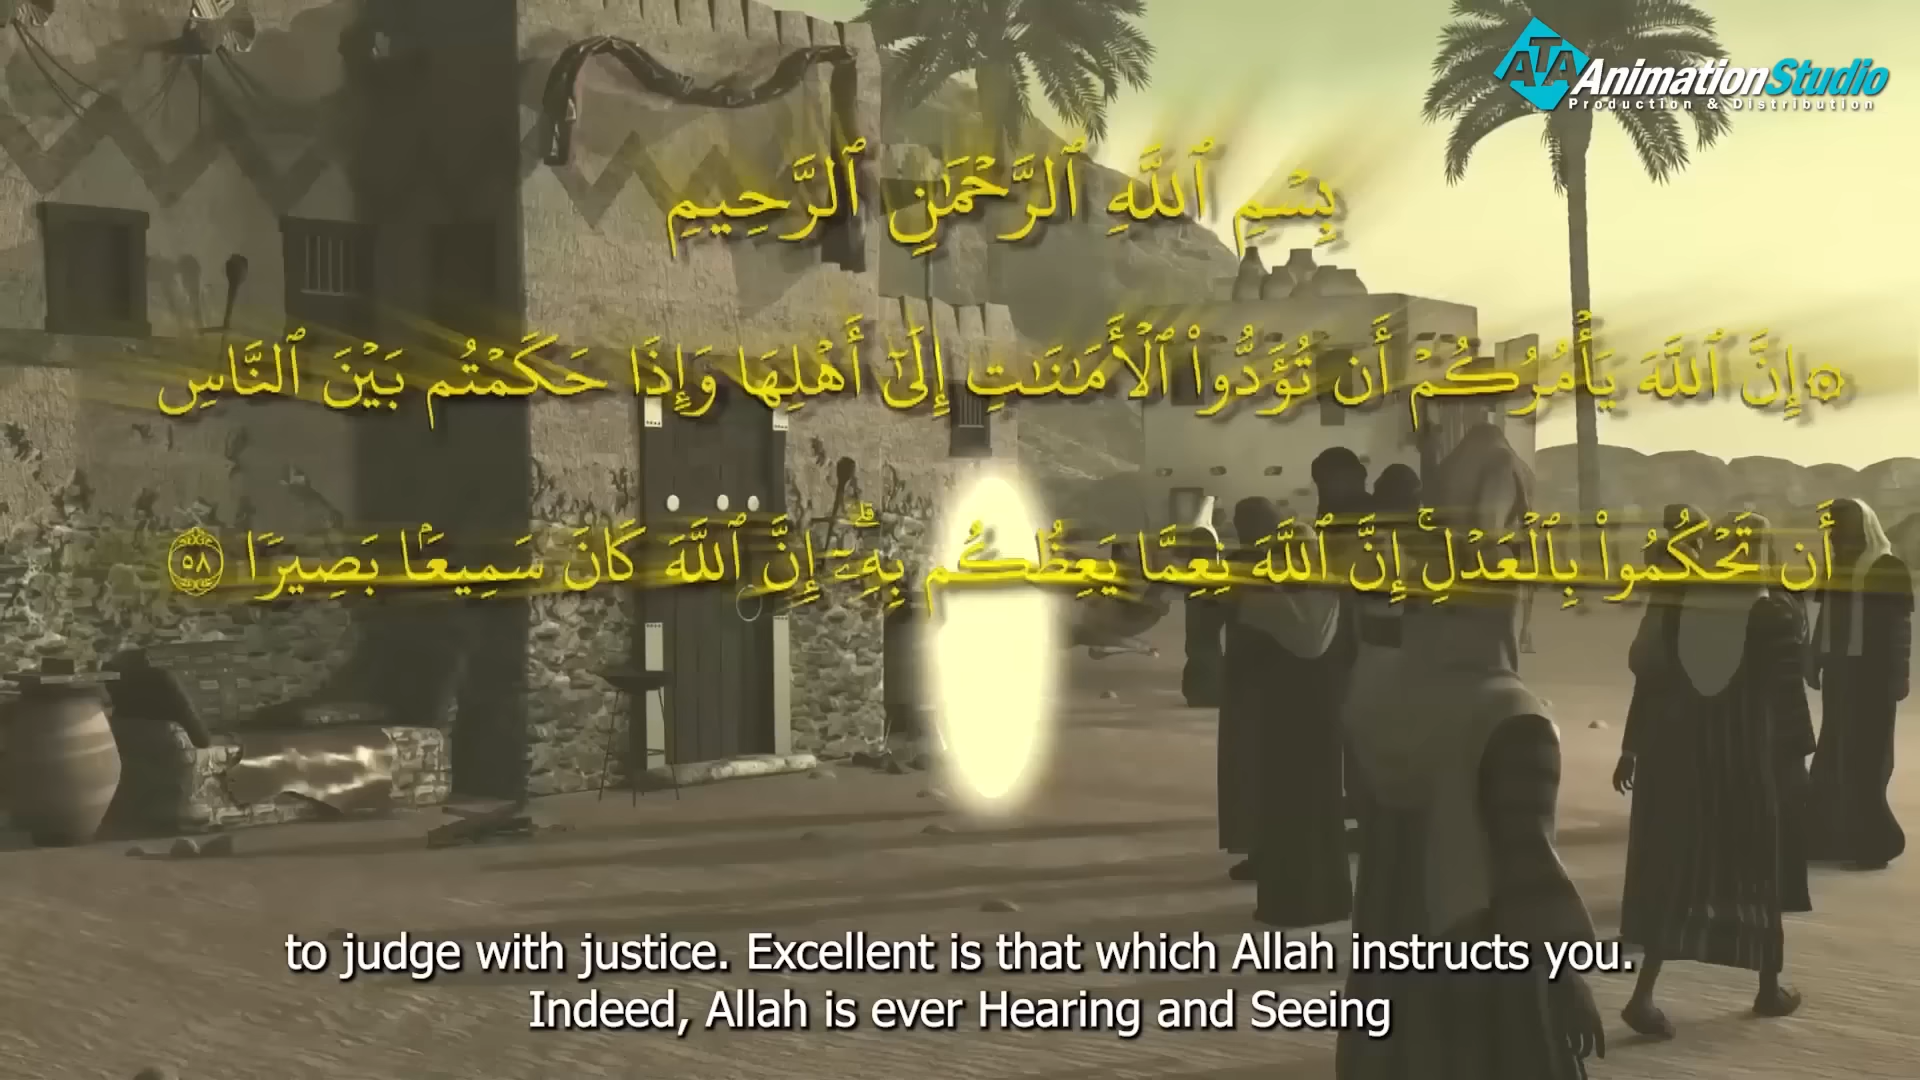 ATA AnimationStudio
Production & Distribution
بِسْمِ ٱللَّهِ ٱلرَّحْمَٰنِ ٱلرَّحِيمِ
۞ إِنَّ ٱللَّهَ يَأْمُرُكُمْ أَن تُؤَدُّوا۟ ٱلْأَمَٰنَٰتِ إِلَىٰٓ أَهْلِهَا وَإِذَا حَكَمْتُم بَيْنَ ٱلنَّاسِ
أَن تَحْكُمُوا۟ بِٱلْعَدْلِ ۚ إِنَّ ٱللَّهَ نِعِمَّا يَعِظُكُم بِهِۦٓ ۗ إِنَّ ٱللَّهَ كَانَ سَمِيعًۢا بَصِيرًا ٥٨
to judge with justice. Excellent is that which Allah instructs you.
Indeed, Allah is ever Hearing and Seeing